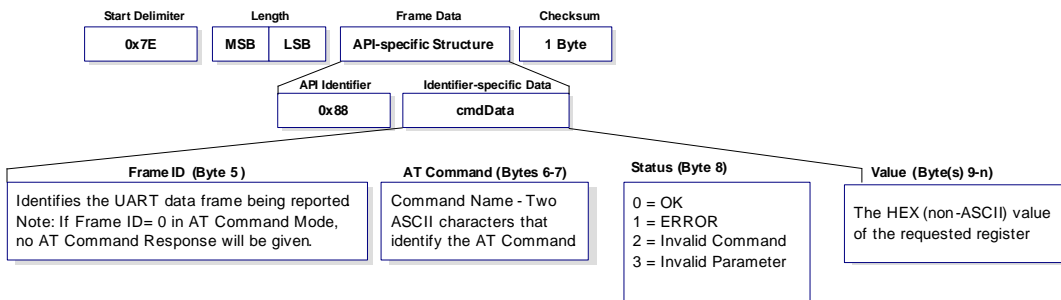 Start Delimiter
Length
Frame Data
Checksum
0x7E
MSB
LSB
API-specific Structure
1 Byte
API Identifier
Identifier-specific Data
0x88
cmdData
Frame ID (Byte 5 )
Identifies the UART data frame being reported.
Note: If Frame ID= 0 in AT Command Mode,
no AT Command Response will be given.
AT Command (Bytes 6-7)
Command Name - Two
ASCII characters that
identify the AT Command
Status (Byte 8)
0 = OK
1 = ERROR
2 = Invalid Command
3 = Invalid Parameter
Value (Byte(s) 9-n)
The HEX (non-ASCII) value
of the requested register